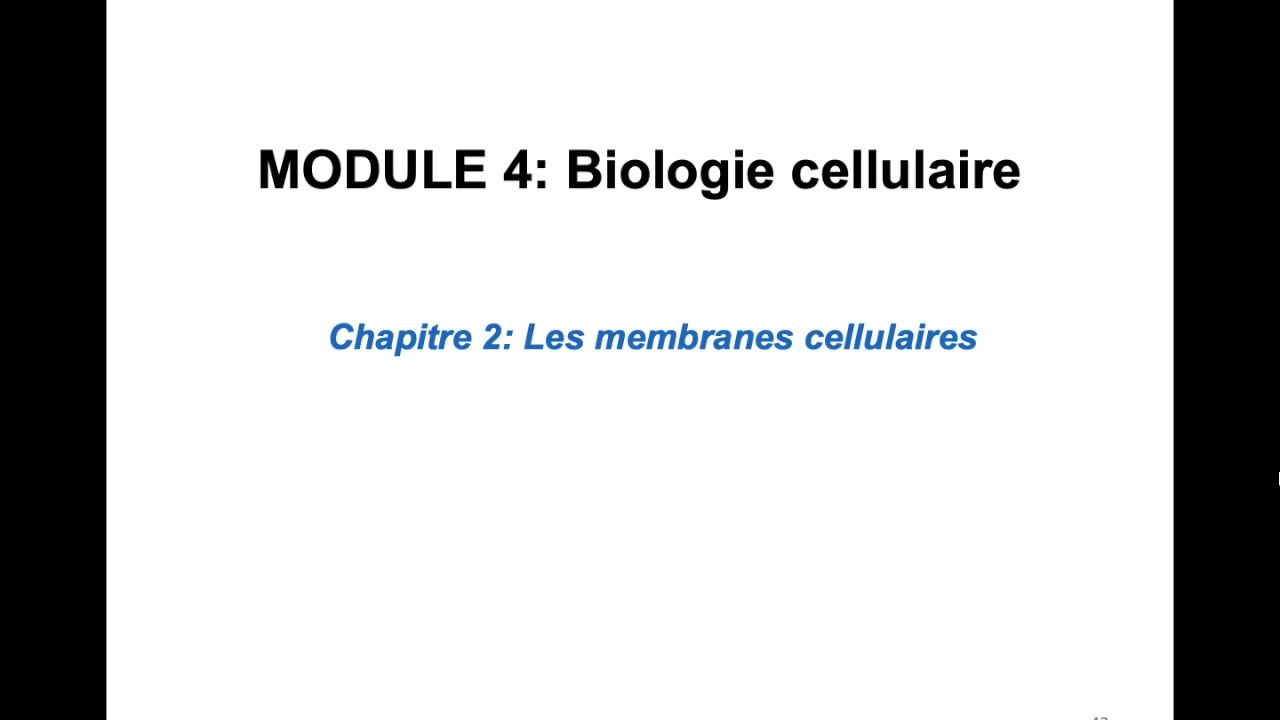 MODULE 4: Biologie cellulaire
Chapitre 2: Les membranes cellulaires